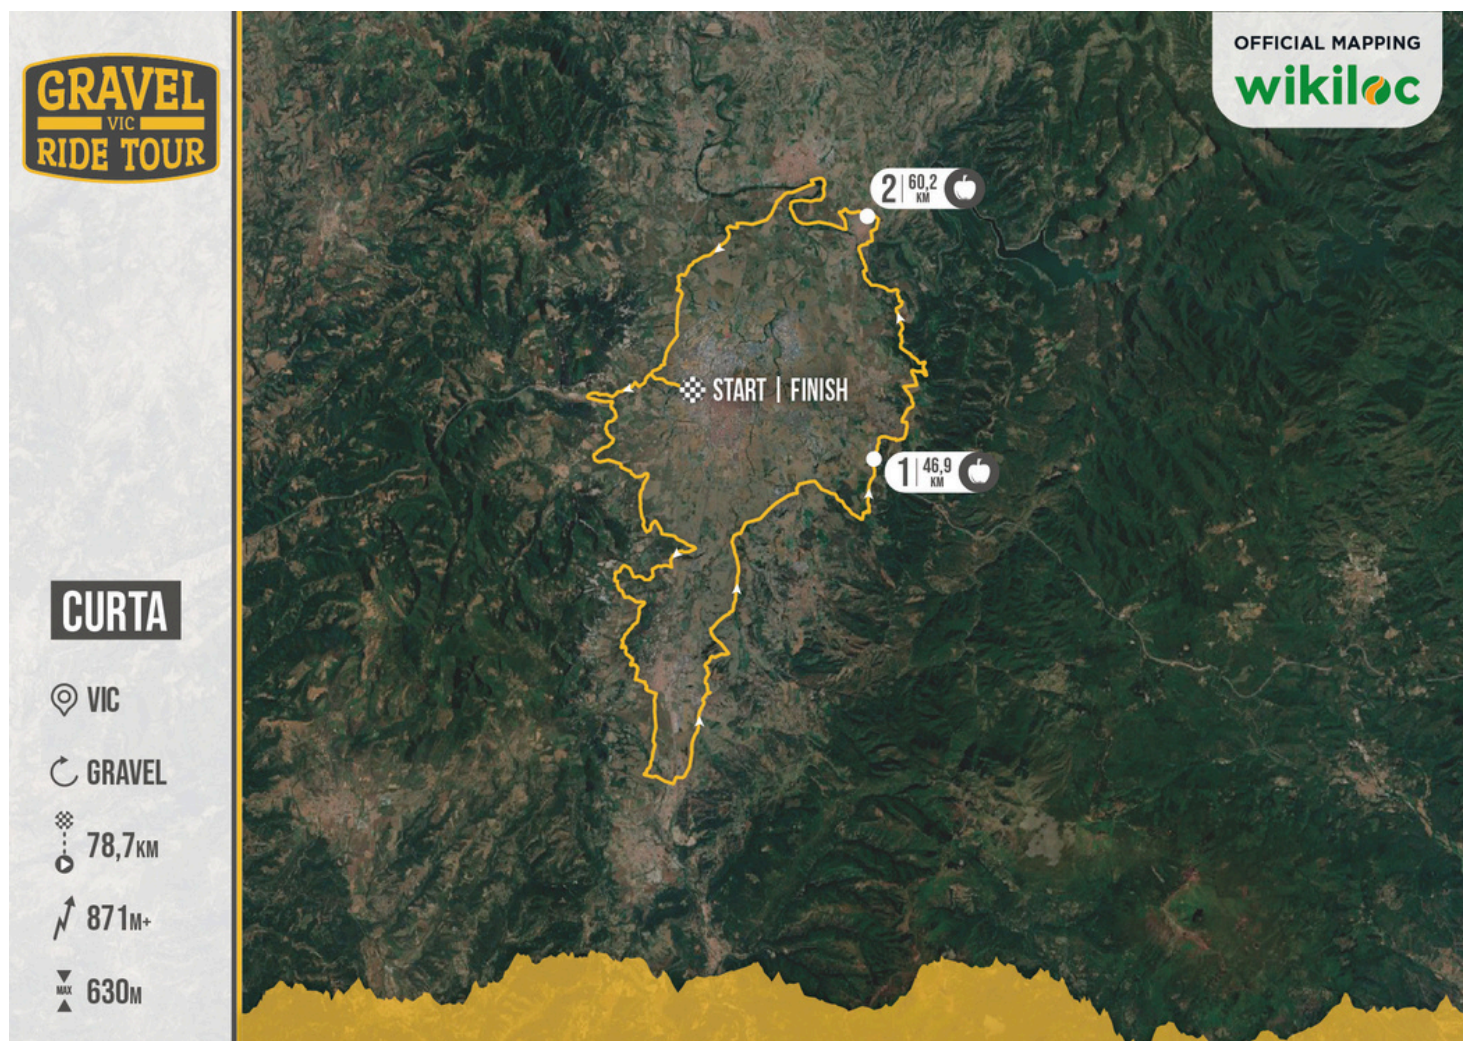 GRAVEL
VIC
RIDE TOUR
OFFICIAL MAPPING
wikiloc
2 | 60,2 KM
START | FINISH
1 | 46,9 KM
CURTA
VIC
GRAVEL
78,7KM
871M+
MAX
630M